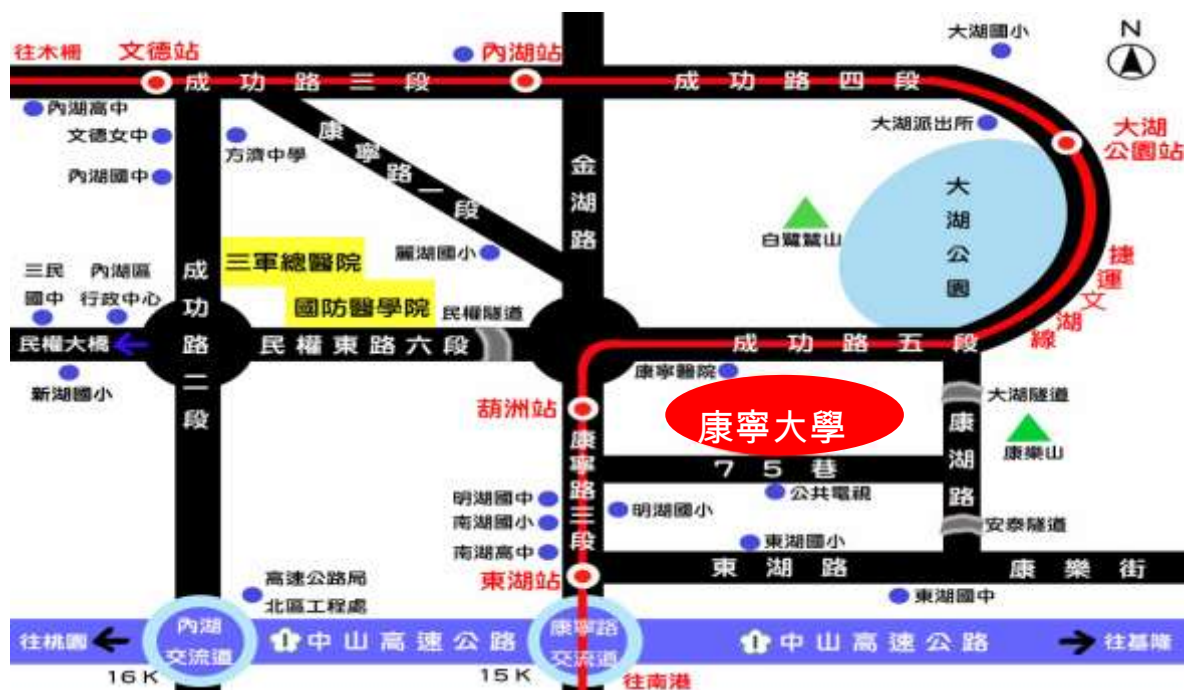 大湖國小
N
往木柵
文德站
內湖站
成功路三段
成功路四段
內湖高中
文德女中
方濟中學
康寧路一段
大湖派出所
大湖
公園站
內湖國中
金湖路
大湖公園
白鷺鷥山
三軍總醫院
麗湖國小
捷運文湖線
三民
國中
內湖區
行政中心
成功路二段
國防醫學院
民權隧道
民權大橋
民權東路六段
成功路五段
新湖國小
康寧醫院
大湖隧道
葫洲站
康寧大學
康湖路
康樂山
康寧路三段
75巷
明湖國中
公共電視
明湖國小
南湖國小
安泰隧道
南湖高中
東湖國小
東湖站
東湖路
康樂街
高速公路局
北區工程處
東湖國中
往桃園
內湖
交流道
1
中山高速公路
康寧路
交流道
1
中山高速公路
往基隆
16K
15K
往南港